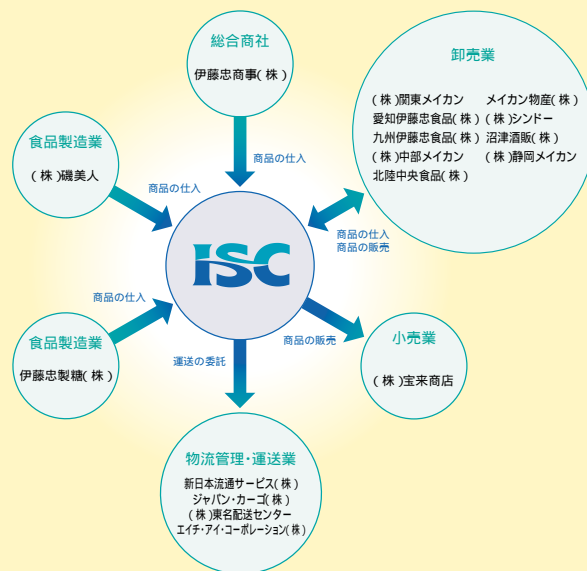 総合商社
伊藤忠商事(株)
商品の仕入
卸売業
(株)関東メイカン　メイカン物産(株)
愛知伊藤忠食品(株)　(株)シンドー
九州伊藤忠食品(株)　沼津酒販(株)
(株)中部メイカン　(株)静岡メイカン
北陸中央食品(株)
商品の仕入
商品の販売
食品製造業
(株)磯美人
商品の仕入
ISC
商品の仕入
食品製造業
伊藤忠製糖(株)
商品の販売
小売業
(株)宝来商店
運送の委託
物流管理・運送業
新日本流通サービス(株)
ジャパン・カーゴ(株)
(株)東名配送センター
エイチ・アイ・コーポレーション(株)